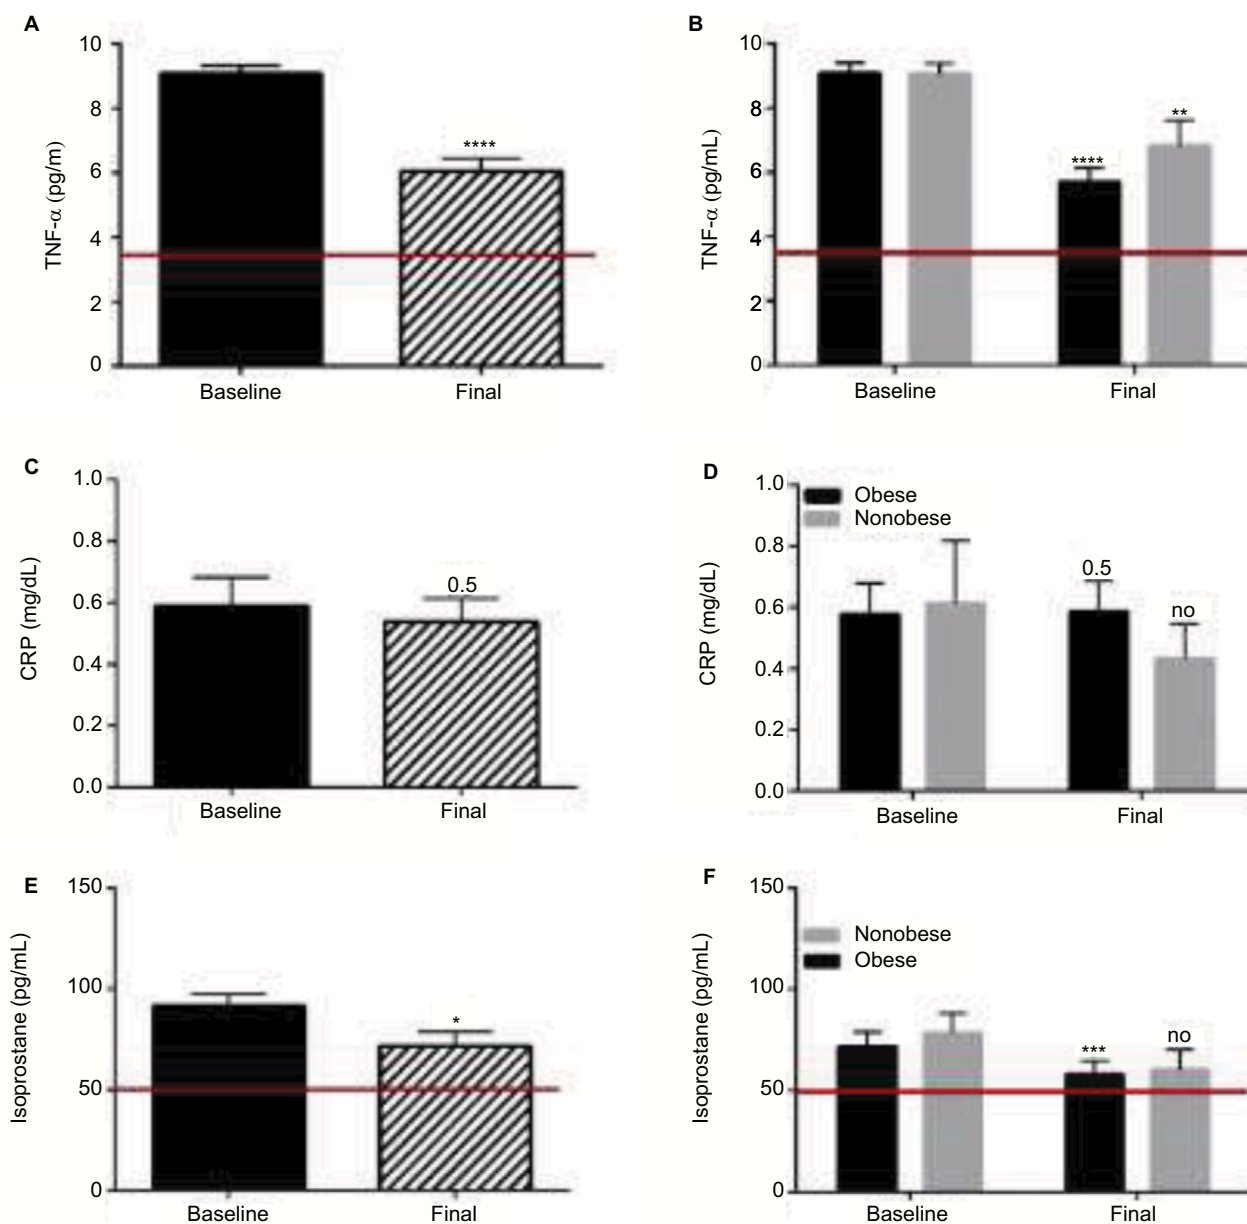 A
10
8
6
4
2
0
TNF-α (pg/m)
****
Baseline
Final
B
10
8
6
4
2
0
TNF-α (pg/mL)
****
**
Baseline
Final
C
1.0
0.8
0.6
0.4
0.2
0.0
CRP (mg/dL)
0.5
Baseline
Final
D
1.0
0.8
0.6
0.4
0.2
0.0
CRP (mg/dL)
Obese
Nonobese
0.5
no
Baseline
Final
E
150
100
50
0
Isoprostane (pg/mL)
*
Baseline
Final
F
150
100
50
0
Isoprostane (pg/mL)
Nonobese
Obese
***
no
Baseline
Final